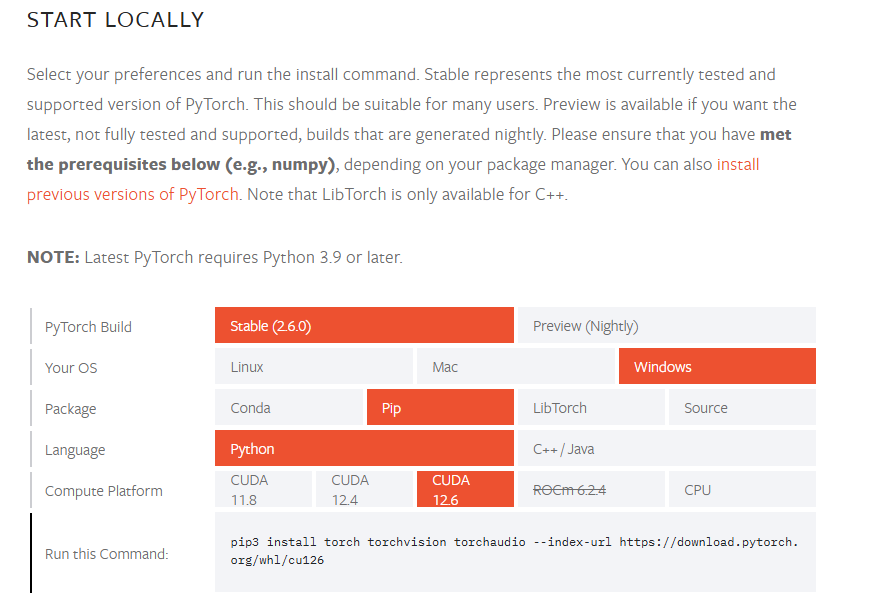 START LOCALLY
Select your preferences and run the install command. Stable represents the most currently tested and
supported version of PyTorch. This should be suitable for many users. Preview is available if you want the
latest, not fully tested and supported, builds that are generated nightly. Please ensure that you have met
the prerequisites below (e.g., numpy), depending on your package manager. You can also install
previous versions of PyTorch. Note that LibTorch is only available for C++.
NOTE: Latest PyTorch requires Python 3.9 or later.
PyTorch Build Stable (2.6.0) Preview (Nightly)
Your OS Linux Mac Windows
Package Conda Pip LibTorch Source
Language Python C++ / Java
Compute Platform CUDA 11.8 CUDA 12.4 CUDA 12.6 ROCm 6.2.4 CPU
Run this Command:
pip3 install torch torchvision torchaudio --index-url https://download.pytorch.
org/whl/cu126